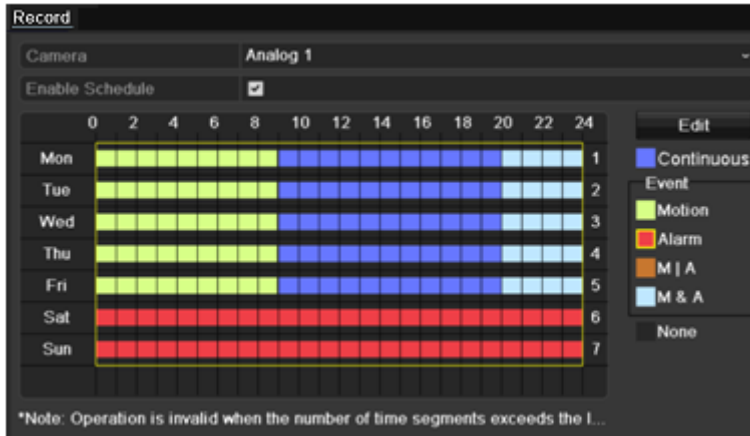 Record
Camera Analog 1
Enable Schedule
0 2 4 6 8 10 12 14 16 18 20 22 24
Edit
Mon 1
Continuous
Tue 2
Event
Wed 3
Motion
Thu 4
Alarm
Fri 5
M | A
Sat 6
M & A
Sun 7
None
*Note: Operation is invalid when the number of time segments exceeds the l...